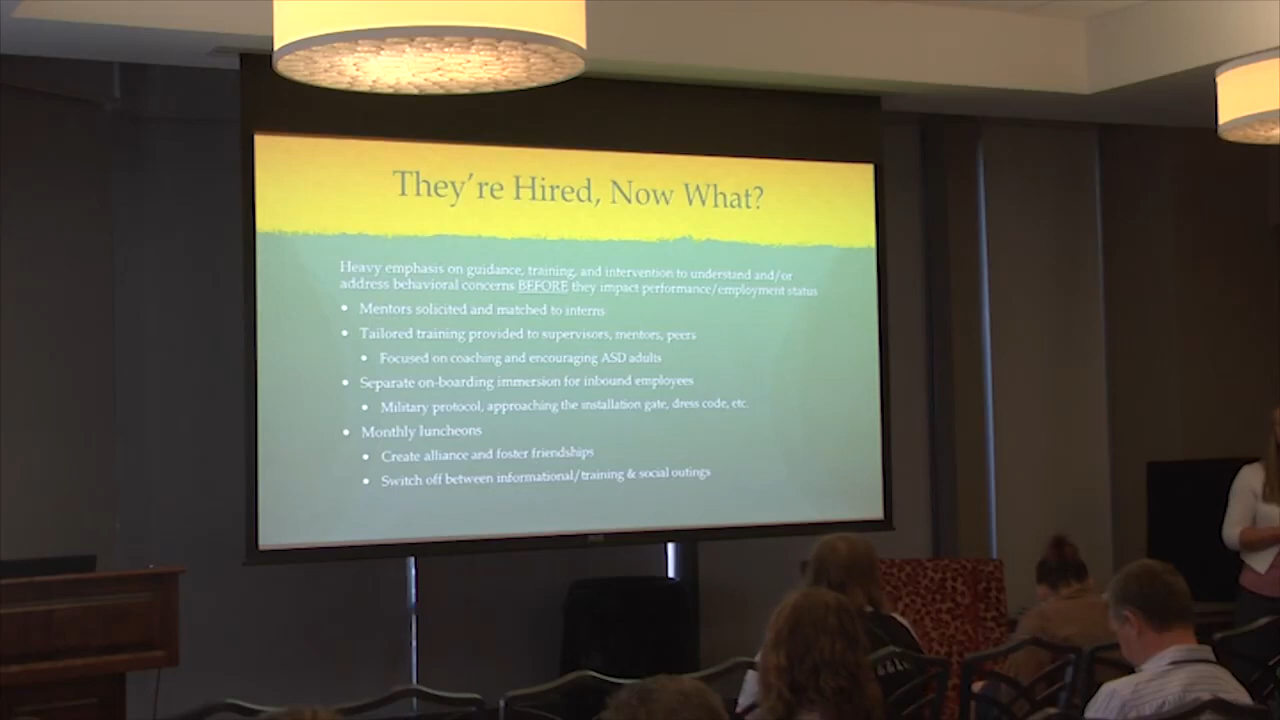 They're Hired, Now What?
Heavy emphasis on guidance, training, and intervention to understand and/or
address behavioral concerns BEFORE they impact performance/employment status
• Mentors solicited and matched to interns
• Tailored training provided to supervisors, mentors, peers
• Focused on coaching and encouraging ASD adults
• Separate on-boarding immersion for inbound employees
• Military protocol, approaching the installation gate, dress code, etc.
• Monthly luncheons
• Create alliance and foster friendships
• Switch off between informational/training & social outings